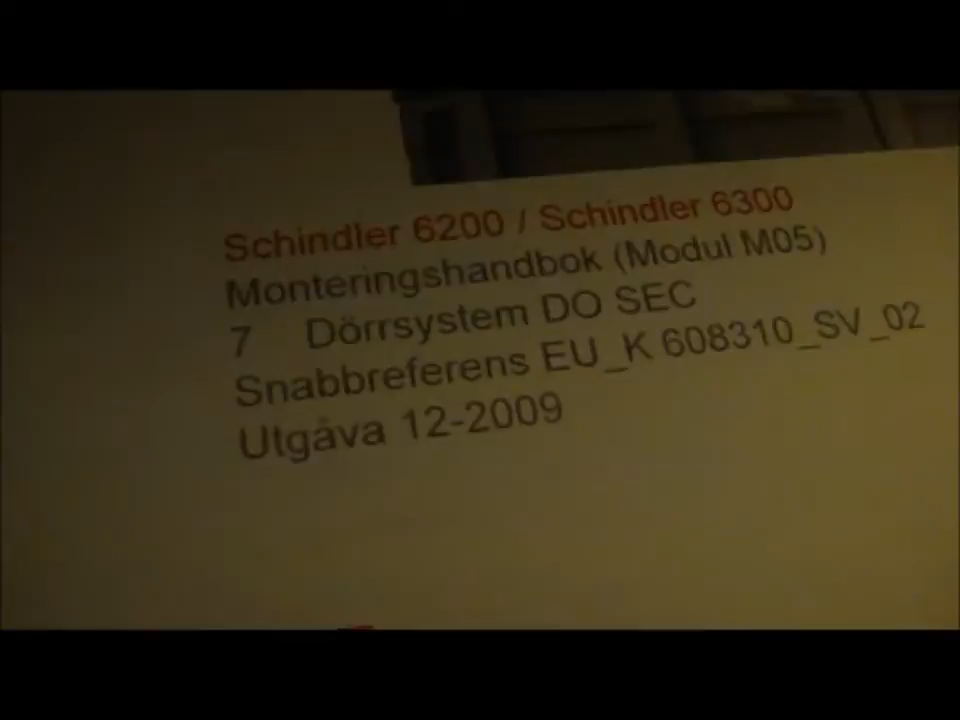 Schindler 6200 / Schindler 6300
Monteringshandbok (Modul M05)
7 Dörrsystem DO SEC
Snabbreferens EU_K 608310_SV_02
Utgåva 12-2009